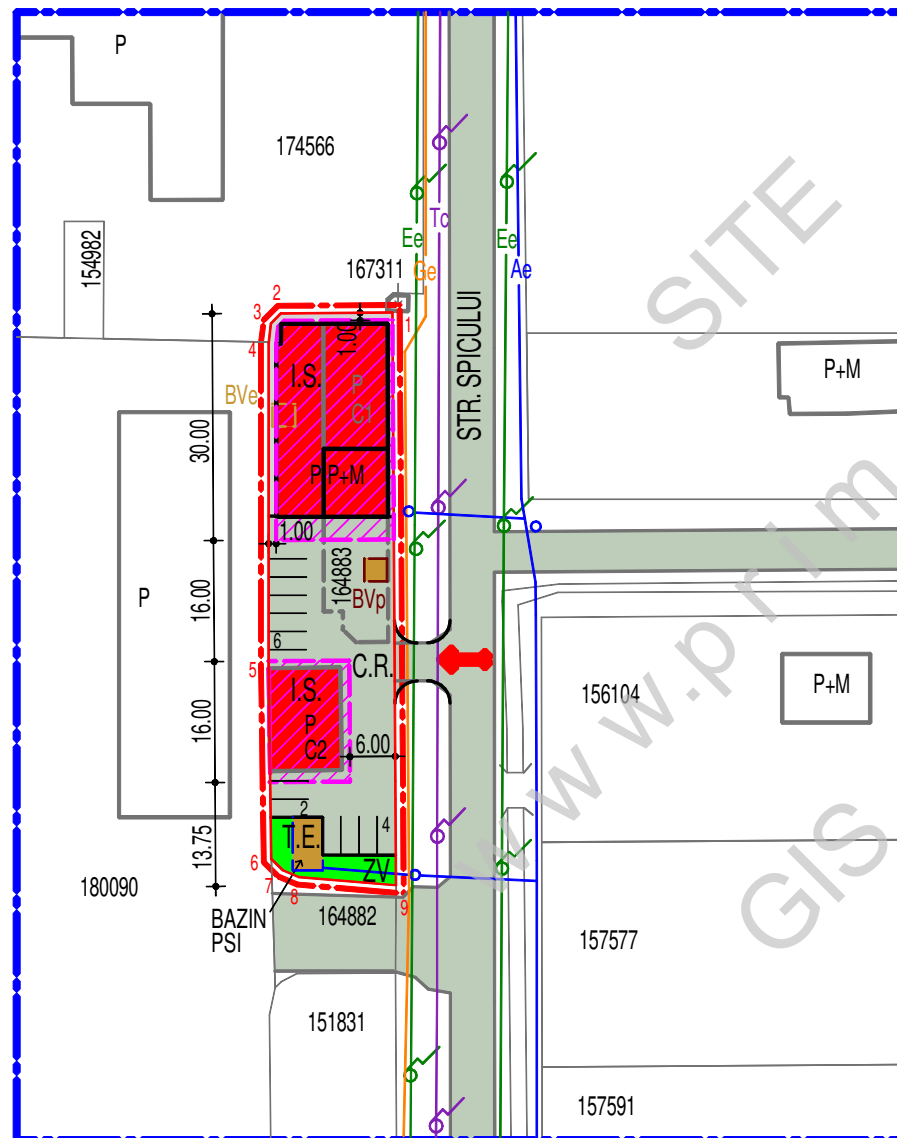 P
174566
154982
Tc
Ee
Ee
167311
Ge
Ae
SITE
2
3
1
4
1.00
STR. SPICULUI
I.S.
P
C1
P+M
BVe
30.00
P
P+M
www.prim
1.00
164883
16.00
BVp
P
6
C.R.
5
I.S.
156104
P+M
P
C2
16.00
6.00
2
T.E.
4
13.75
GIS
6
ZV
7
8
180090
9
BAZIN
PSI
164882
157577
151831
157591